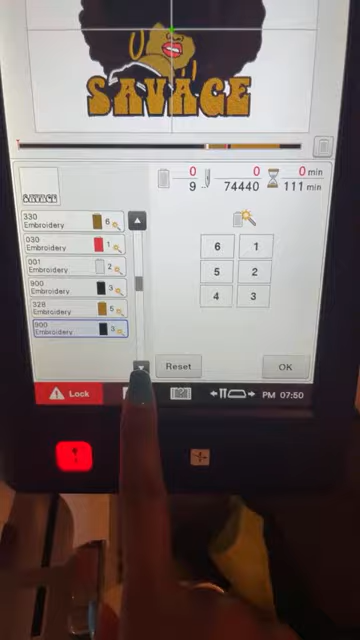 SAVAGE
0 0 0 min
9 74440 111 min
330
Embroidery 6
030
Embroidery 1
001
Embroidery 2
900
Embroidery 3
328
Embroidery 5
900
Embroidery 3
6 1
5 2
4 3
Reset OK
Lock PM 07:50